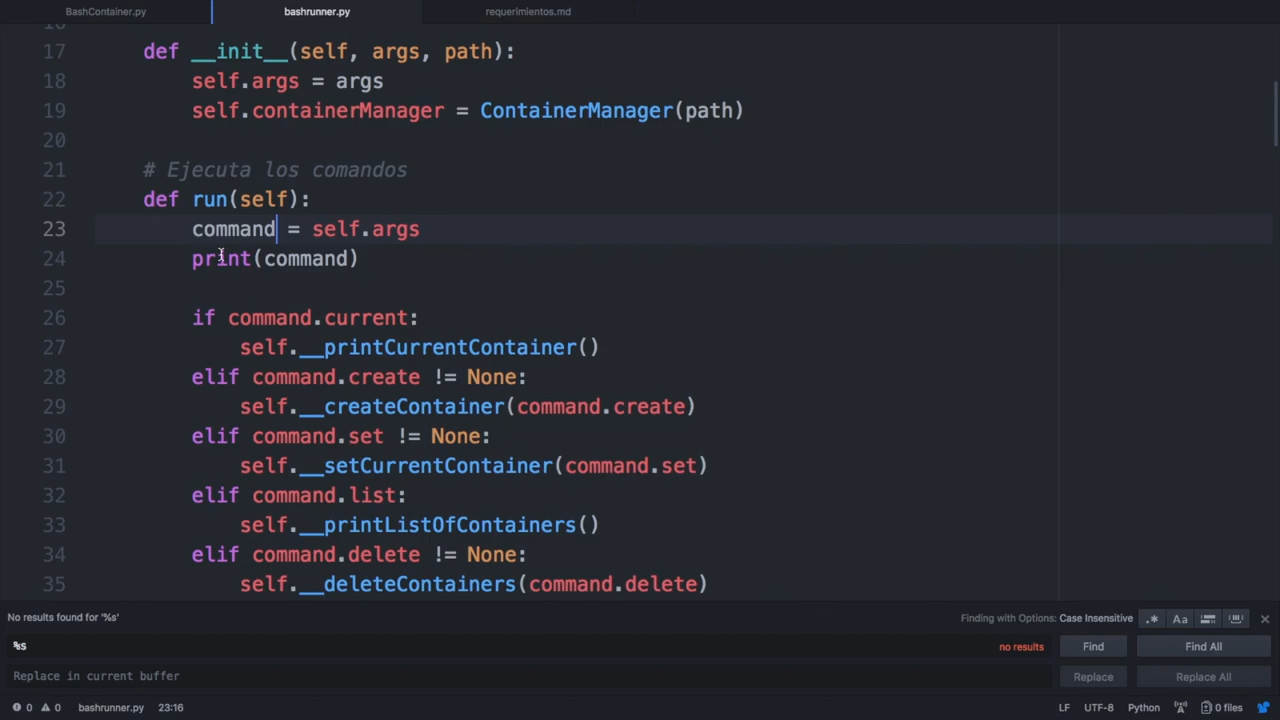 BashContainer.py
bashrunner.py
requerimientos.md
17 def __init__(self, args, path):
18 self.args = args
19 self.containerManager = ContainerManager(path)
20
21 # Ejecuta los comandos
22 def run(self):
23 command = self.args
24 print(command)
25
26 if command.current:
27 self.__printCurrentContainer()
28 elif command.create != None:
29 self.__createContainer(command.create)
30 elif command.set != None:
31 self.__setCurrentContainer(command.set)
32 elif command.list:
33 self.__printListOfContainers()
34 elif command.delete != None:
35 self.__deleteContainers(command.delete)
No results found for '%s'
Finding with Options: Case Insensitive
.* Aa
%s
no results
Find
Find All
Replace in current buffer
Replace
Replace All
0 0 bashrunner.py 23:16
LF UTF-8 Python 0 files